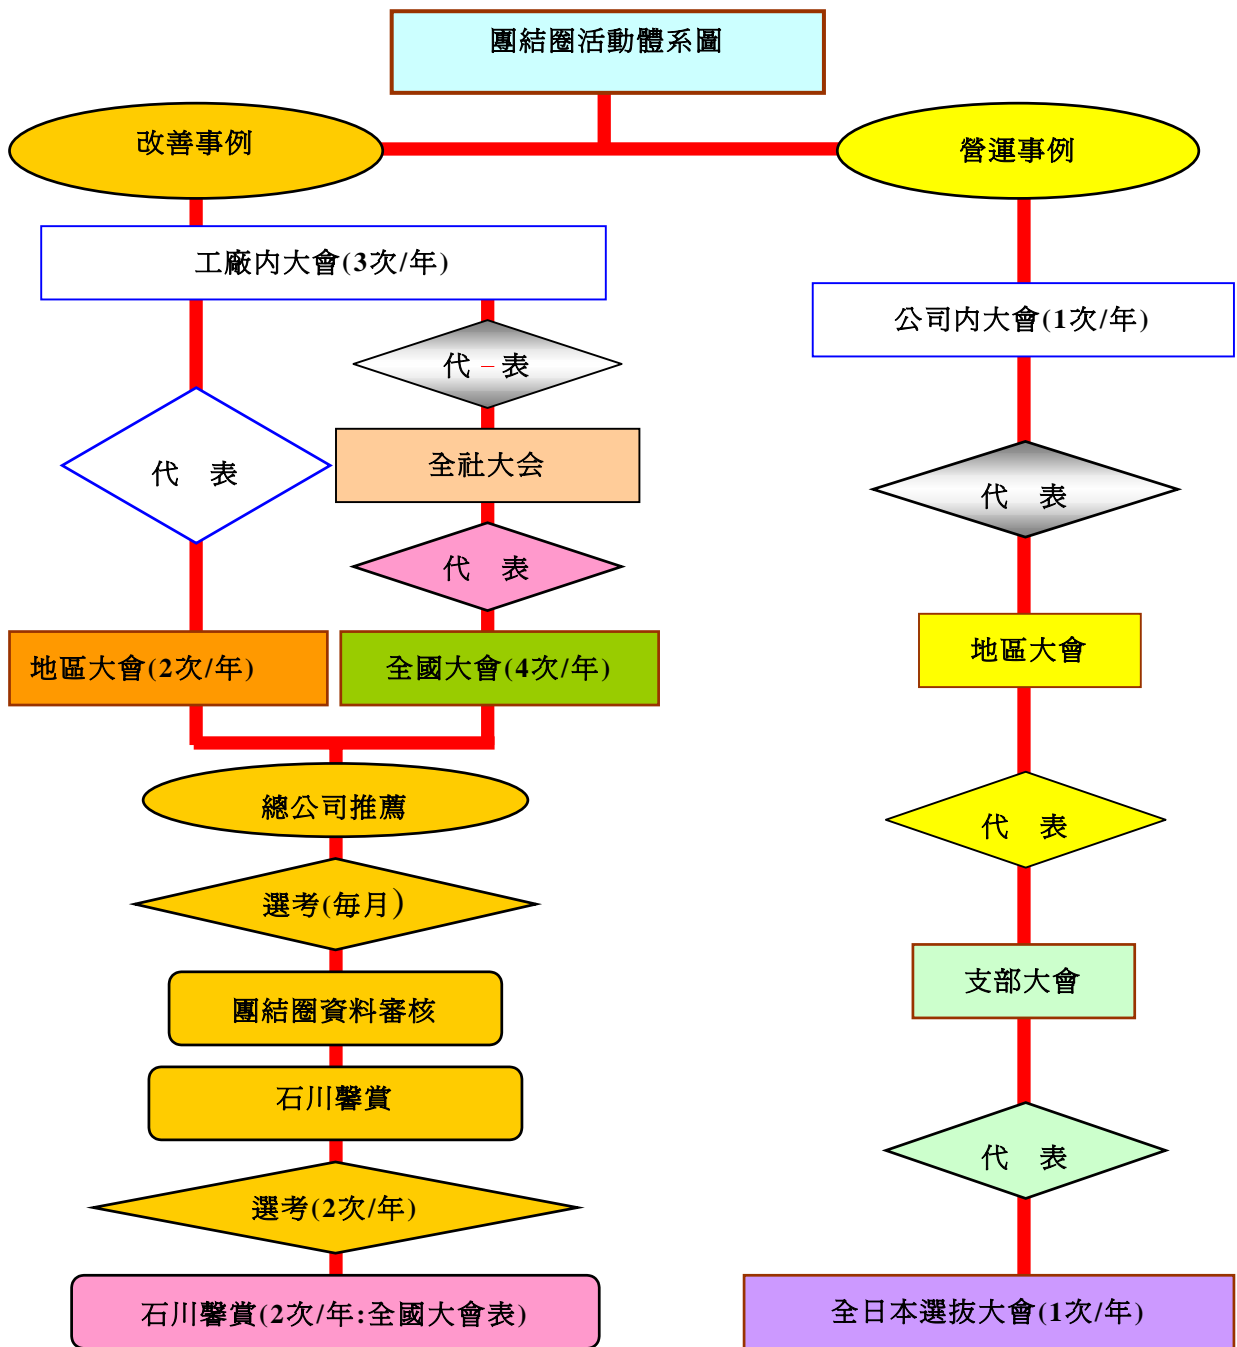 團結圈活動體系圖
改善事例
營運事例
工廠内大會(3次/年)
公司内大會(1次/年)
代 – 表
代 表
全社大会
代 表
代 表
地區大會(2次/年)
全國大會(4次/年)
地區大會
總公司推薦
代 表
選考(每月)
支部大會
團結圈資料審核
石川馨賞
代 表
選考(2次/年)
石川馨賞(2次/年:全國大會表)
全日本選抜大會(1次/年)